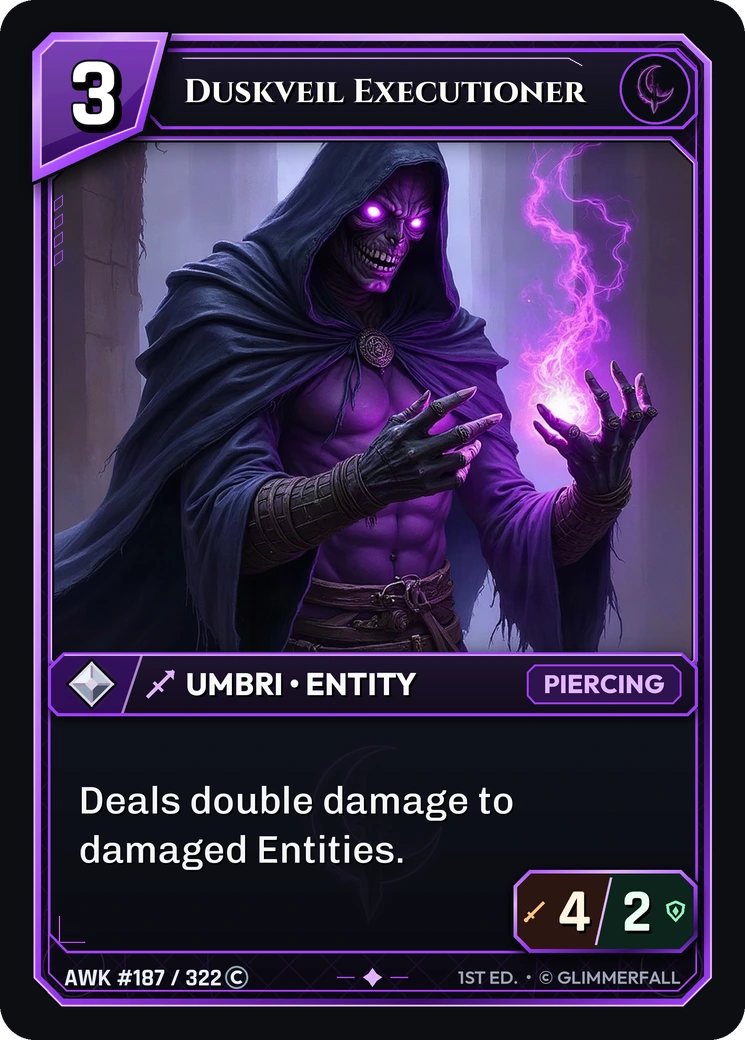 3
DUSKVEIL EXECUTIONER
UMBRI • ENTITY
PIERCING
Deals double damage to
damaged Entities.
4 / 2
AWK #187 / 322 Ⓒ
1ST ED. • © GLIMMERFALL